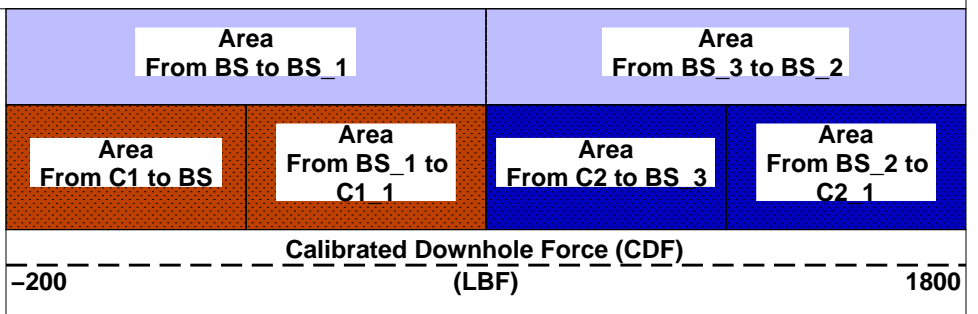 Area
From BS to BS_1
Area
From BS_3 to BS_2
Area
From C1 to BS
Area
From BS_1 to
C1_1
Area
From C2 to BS_3
Area
From BS_2 to
C2_1
Calibrated Downhole Force (CDF)
−200 (LBF) 1800